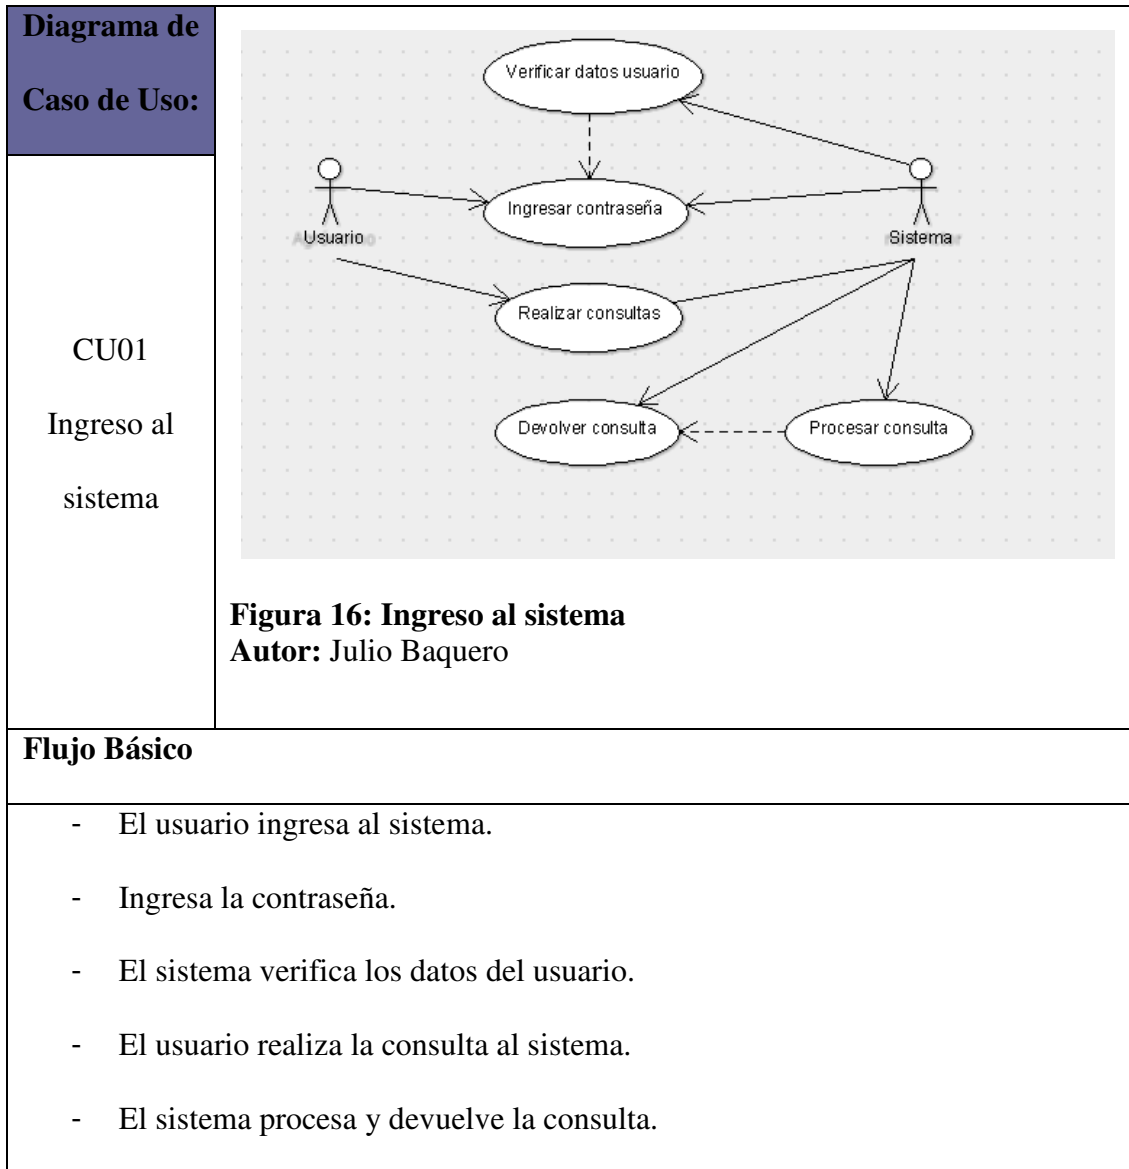 Diagrama de
Caso de Uso:
CU01
Ingreso al
sistema
Verificar datos usuario
Ingresar contraseña
Usuario
Sistema
Realizar consultas
Devolver consulta
Procesar consulta
Figura 16: Ingreso al sistema
Autor: Julio Baquero
Flujo Básico
- El usuario ingresa al sistema.
- Ingresa la contraseña.
- El sistema verifica los datos del usuario.
- El usuario realiza la consulta al sistema.
- El sistema procesa y devuelve la consulta.